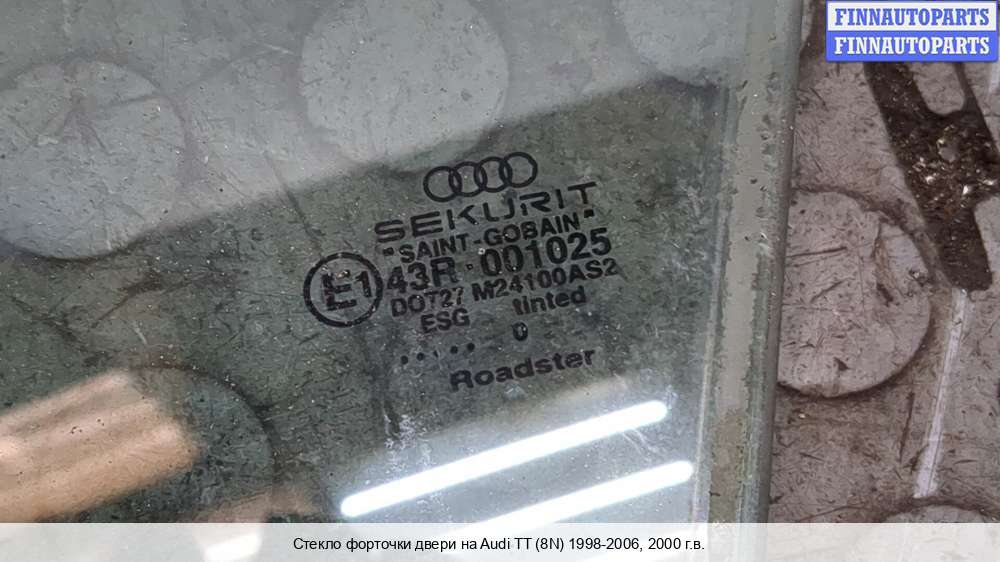 FINNAUTOPARTS
FINNAUTOPARTS
SEKURIT
"SAINT-GOBAIN"
E1 43R-001025
DOT27 M24100AS2
ESG tinted
..... 0
Roadster
Стекло форточки двери на Audi TT (8N) 1998-2006, 2000 г.в.